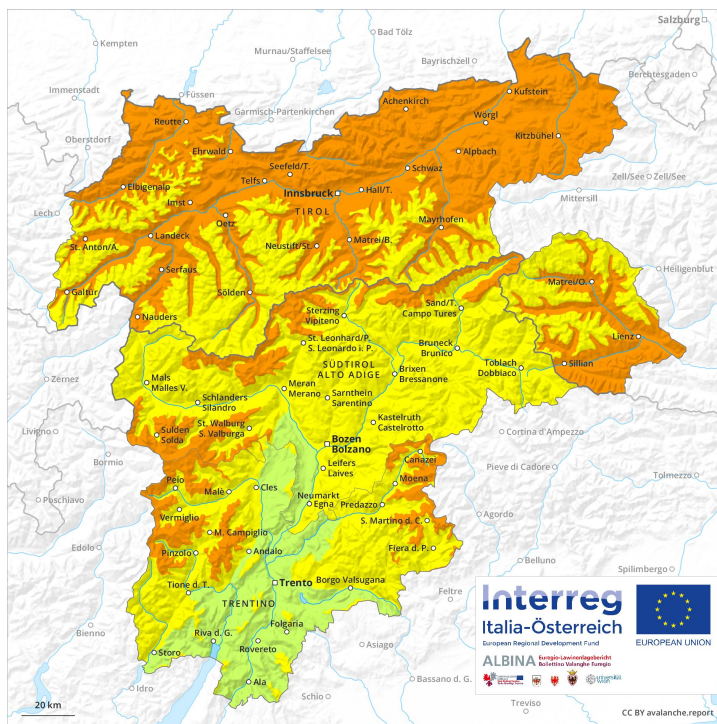 Salzburg
Kempten
Bad Tölz
Murnau/Staffelsee
Bayrischzell
Berchtesgaden
Immenstadt
Füssen
Garmisch-Partenkirchen
Achenkirch
Kufstein
Reutte
Wörgl
Oberstdorf
Ehrwald
Kitzbühel
Seefeld/T.
Alpbach
Schwaz
Zell/See
Zell/See
Elbigenalp
Telfs
Innsbruck
Hall/T.
Mittersill
Lech
Imst
TIROL
Oetz
Mayrhofen
St. Anton/A.
Landeck
Neustift/St.
Matrei/B.
Heiligenblut
Serfaus
Matrei/O.
Galtür
Sölden
Nauders
Sand/T.
Campo Tures
Sterzing
Vipiteno
Lienz
St. Leonhard/P.
S. Leonardo i. P.
Bruneck
Brunico
Toblach
Dobbiaco
Sillian
SÜDTIROL
ALTO ADIGE
Brixen
Bressanone
Zernez
Mals
Malles V.
Meran
Merano
Schlanders
Silandro
Sarnthein
Sarentino
Kastelruth
Castelrotto
St. Walburg
S. Valburga
Livigno
Sulden
Solda
Bozen
Bolzano
Cortina d'Ampezzo
Bormio
Canazei
Pieve di Cadore
Leifers
Laives
Tolmezzo
Poschiavo
Peio
Malè
Cles
Moena
Neumarkt
Egna
Predazzo
Vermiglio
Agordo
S. Martino d. C.
M. Campiglio
Edolo
Pinzolo
Andalo
Fiera d. P.
Belluno
Spilimbergo
Tione d. T.
Trento
Borgo Valsugana
Feltre
TRENTINO
Bienno
Riva d. G.
Folgaria
Rovereto
Asiago
Storo
Bassano d. G.
Idro
Ala
Schio
Treviso
20 km
Interreg
Italia-Österreich
European Regional Development Fund
EUROPEAN UNION
ALBINA
Euregio-Lawinenlagebericht
Bollettino Valanghe Euregio
CC BY avalanche.report